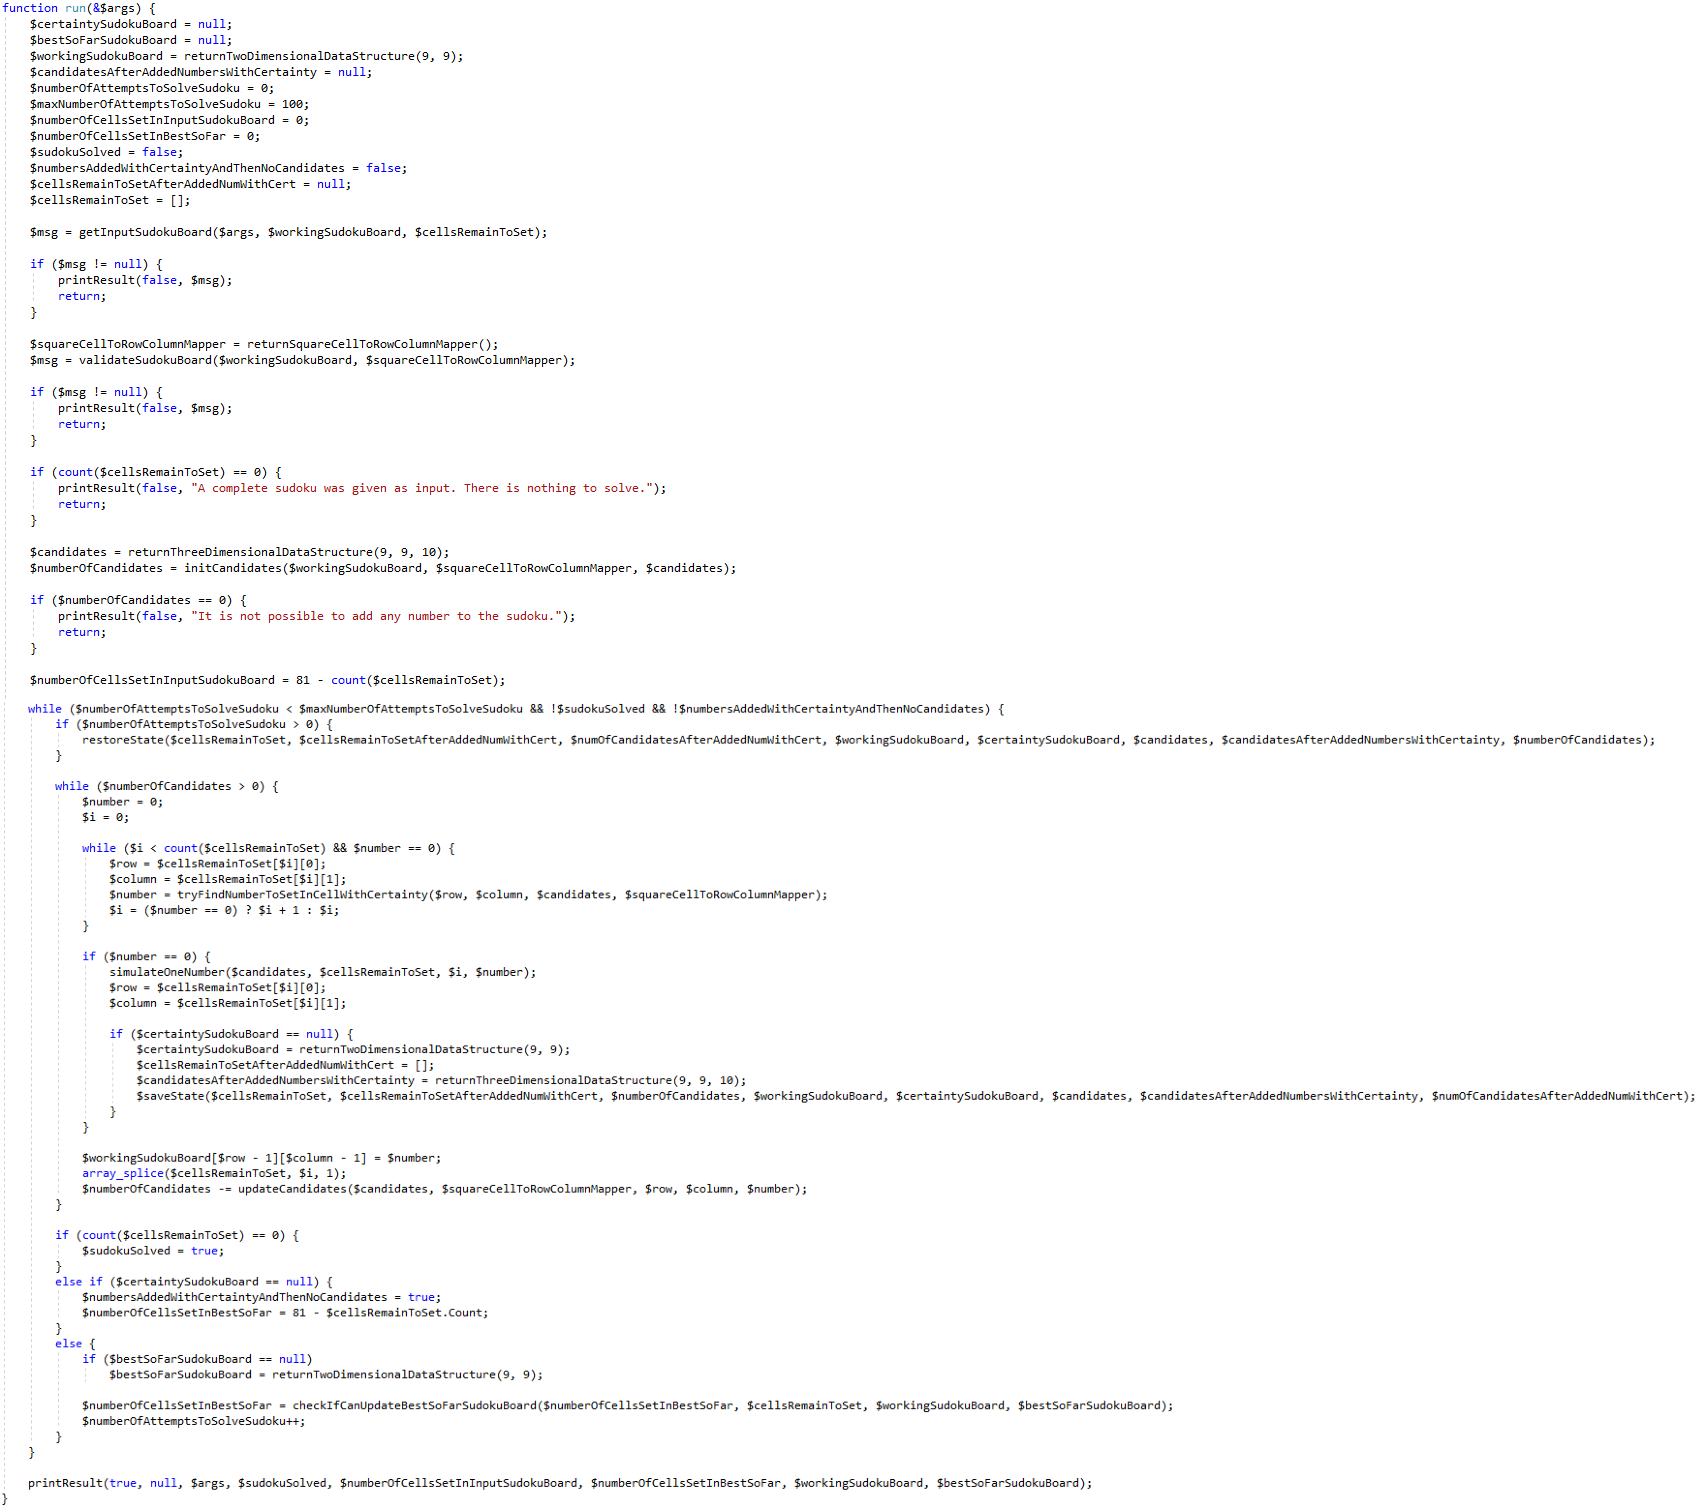 function run(&$args) {
    $certaintySudokuBoard = null;
    $bestSoFarSudokuBoard = null;
    $workingSudokuBoard = returnTwoDimensionalDataStructure(9, 9);
    $candidatesAfterAddedNumbersWithCertainty = null;
    $numberOfAttemptsToSolveSudoku = 0;
    $maxNumberOfAttemptsToSolveSudoku = 100;
    $numberOfCellsSetInInputSudokuBoard = 0;
    $numberOfCellsSetInBestSoFar = 0;
    $sudokuSolved = false;
    $numbersAddedWithCertaintyAndThenNoCandidates = false;
    $cellsRemainToSetAfterAddedNumWithCert = null;
    $cellsRemainToSet = [];

    $msg = getInputSudokuBoard($args, $workingSudokuBoard, $cellsRemainToSet);

    if ($msg != null) {
        printResult(false, $msg);
        return;
    }

    $squareCellToRowColumnMapper = returnSquareCellToRowColumnMapper();
    $msg = validateSudokuBoard($workingSudokuBoard, $squareCellToRowColumnMapper);

    if ($msg != null) {
        printResult(false, $msg);
        return;
    }

    if (count($cellsRemainToSet) == 0) {
        printResult(false, "A complete sudoku was given as input. There is nothing to solve.");
        return;
    }

    $candidates = returnThreeDimensionalDataStructure(9, 9, 10);
    $numberOfCandidates = initCandidates($workingSudokuBoard, $squareCellToRowColumnMapper, $candidates);

    if ($numberOfCandidates == 0) {
        printResult(false, "It is not possible to add any number to the sudoku.");
        return;
    }

    $numberOfCellsSetInInputSudokuBoard = 81 - count($cellsRemainToSet);

    while ($numberOfAttemptsToSolveSudoku < $maxNumberOfAttemptsToSolveSudoku && !$sudokuSolved && !$numbersAddedWithCertaintyAndThenNoCandidates) {
        if ($numberOfAttemptsToSolveSudoku > 0) {
            restoreState($cellsRemainToSet, $cellsRemainToSetAfterAddedNumWithCert, $numOfCandidatesAfterAddedNumWithCert, $workingSudokuBoard, $certaintySudokuBoard, $candidates, $candidatesAfterAddedNumbersWithCertainty, $numberOfCandidates);
        }

        while ($numberOfCandidates > 0) {
            $number = 0;
            $i = 0;

            while ($i < count($cellsRemainToSet) && $number == 0) {
                $row = $cellsRemainToSet[$i][0];
                $column = $cellsRemainToSet[$i][1];
                $number = tryFindNumberToSetInCellWithCertainty($row, $column, $candidates, $squareCellToRowColumnMapper);
                $i = ($number == 0) ? $i + 1 : $i;
            }

            if ($number == 0) {
                simulateOneNumber($candidates, $cellsRemainToSet, $i, $number);
                $row = $cellsRemainToSet[$i][0];
                $column = $cellsRemainToSet[$i][1];

                if ($certaintySudokuBoard == null) {
                    $certaintySudokuBoard = returnTwoDimensionalDataStructure(9, 9);
                    $cellsRemainToSetAfterAddedNumWithCert = [];
                    $candidatesAfterAddedNumbersWithCertainty = returnThreeDimensionalDataStructure(9, 9, 10);
                    $saveState($cellsRemainToSet, $cellsRemainToSetAfterAddedNumWithCert, $numberOfCandidates, $workingSudokuBoard, $certaintySudokuBoard, $candidates, $candidatesAfterAddedNumbersWithCertainty, $numOfCandidatesAfterAddedNumWithCert);
                }
            }

            $workingSudokuBoard[$row - 1][$column - 1] = $number;
            array_splice($cellsRemainToSet, $i, 1);
            $numberOfCandidates -= updateCandidates($candidates, $squareCellToRowColumnMapper, $row, $column, $number);
        }

        if (count($cellsRemainToSet) == 0) {
            $sudokuSolved = true;
        }
        else if ($certaintySudokuBoard == null) {
            $numbersAddedWithCertaintyAndThenNoCandidates = true;
            $numberOfCellsSetInBestSoFar = 81 - $cellsRemainToSet.Count;
        }
        else {
            if ($bestSoFarSudokuBoard == null)
                $bestSoFarSudokuBoard = returnTwoDimensionalDataStructure(9, 9);

            $numberOfCellsSetInBestSoFar = checkIfCanUpdateBestSoFarSudokuBoard($numberOfCellsSetInBestSoFar, $cellsRemainToSet, $workingSudokuBoard, $bestSoFarSudokuBoard);
            $numberOfAttemptsToSolveSudoku++;
        }
    }

    printResult(true, null, $args, $sudokuSolved, $numberOfCellsSetInInputSudokuBoard, $numberOfCellsSetInBestSoFar, $workingSudokuBoard, $bestSoFarSudokuBoard);
}